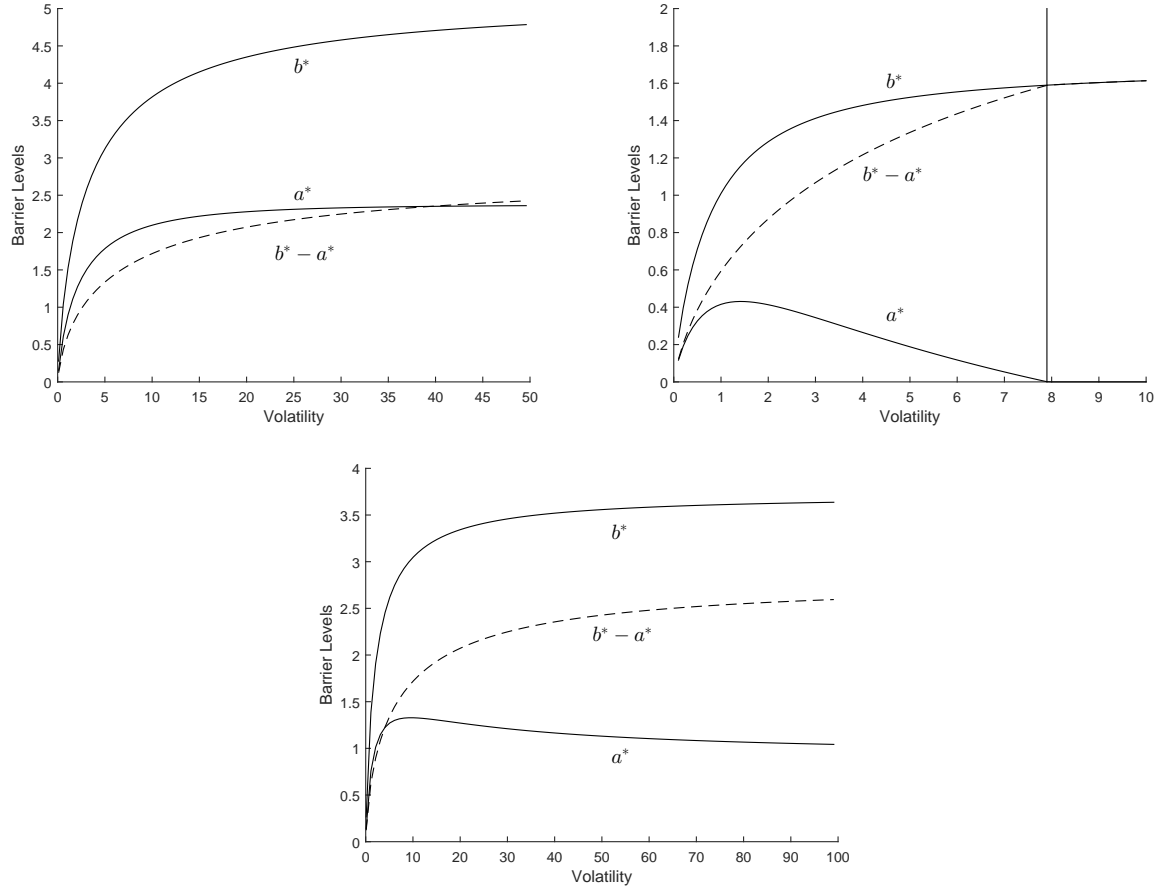 5
4.5
4
3.5
3
2.5
2
1.5
1
0.5
0
Barrier Levels
b*
a*
b* − a*
0 5 10 15 20 25 30 35 40 45 50
Volatility
2
1.8
1.6
1.4
1.2
1
0.8
0.6
0.4
0.2
0
Barrier Levels
b*
b* − a*
a*
0 1 2 3 4 5 6 7 8 9 10
Volatility
4
3.5
3
2.5
2
1.5
1
0.5
0
Barrier Levels
b*
b* − a*
a*
0 10 20 30 40 50 60 70 80 90 100
Volatility